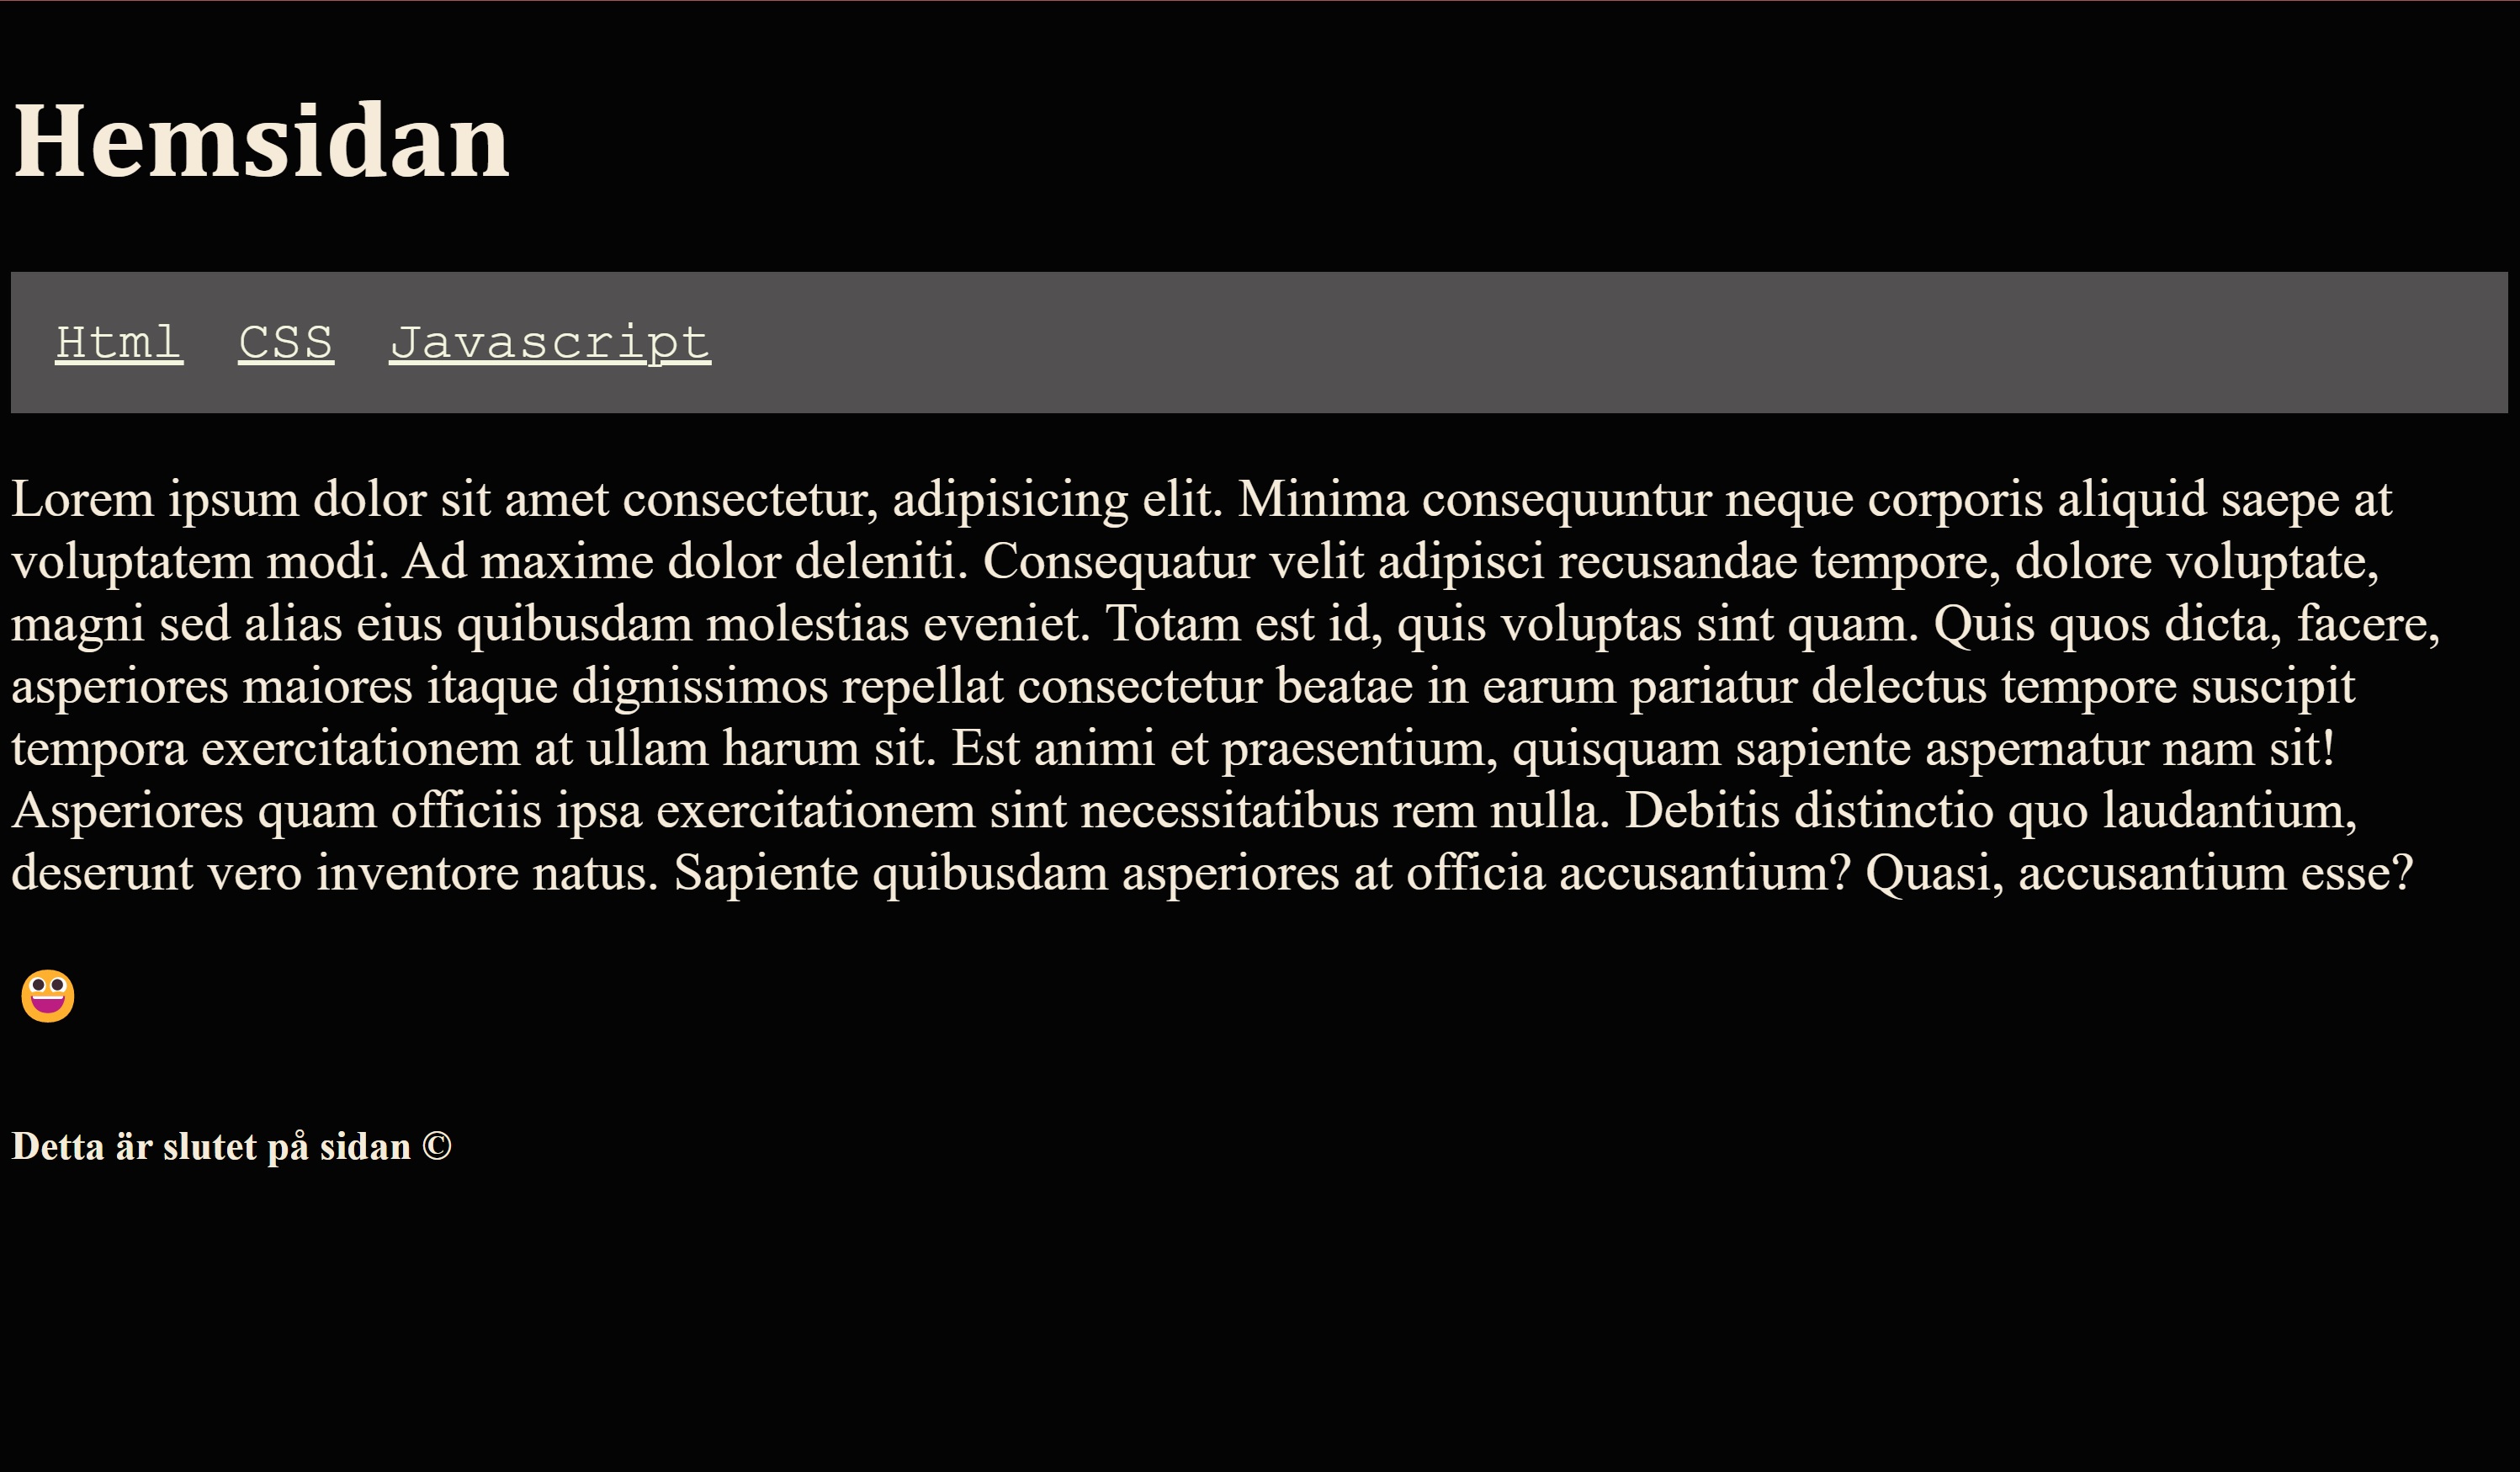 Hemsidan
Html CSS Javascript
Lorem ipsum dolor sit amet consectetur, adipisicing elit. Minima consequuntur neque corporis aliquid saepe at
voluptatem modi. Ad maxime dolor deleniti. Consequatur velit adipisci recusandae tempore, dolore voluptate,
magni sed alias eius quibusdam molestias eveniet. Totam est id, quis voluptas sint quam. Quis quos dicta, facere,
asperiores maiores itaque dignissimos repellat consectetur beatae in earum pariatur delectus tempore suscipit
tempora exercitationem at ullam harum sit. Est animi et praesentium, quisquam sapiente aspernatur nam sit!
Asperiores quam officiis ipsa exercitationem sint necessitatibus rem nulla. Debitis distinctio quo laudantium,
deserunt vero inventore natus. Sapiente quibusdam asperiores at officia accusantium? Quasi, accusantium esse?
Detta är slutet på sidan ©